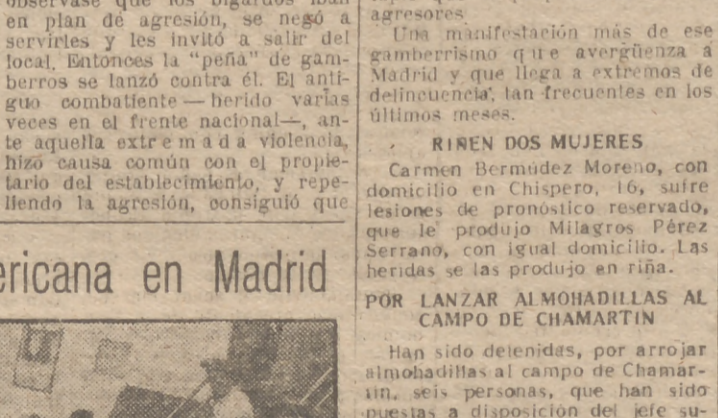 observase que los bigardos iban
en plan de agresión, se negó a
servirles y les invitó a salir del
local. Entonces la "peña" de gam-
berros se lanzó contra él. El anti-
guo combatiente — herido varias
veces en el frente nacional—, an-
te aquella extremada violencia,
hizo causa común con el propie-
tario del establecimiento, y repe-
liendo la agresión, consiguió que
ericana en Madrid
agresores.
Una manifestación más de ese
gamberrismo que avergüenza a
Madrid y que llega a extremos de
delincuencia, tan frecuentes en los
últimos meses.
RIÑEN DOS MUJERES
Carmen Bermúdez Moreno, con
domicilio en Chispero, 16, sufre
lesiones de pronóstico reservado,
que le produjo Milagros Pérez
Serrano, con igual domicilio. Las
heridas se las produjo en riña.
POR LANZAR ALMOHADILLAS AL
CAMPO DE CHAMARTIN
Han sido detenidas, por arrojar
almohadillas al campo de Chamar-
tín, seis personas, que han sido
puestas a disposición del jefe su-